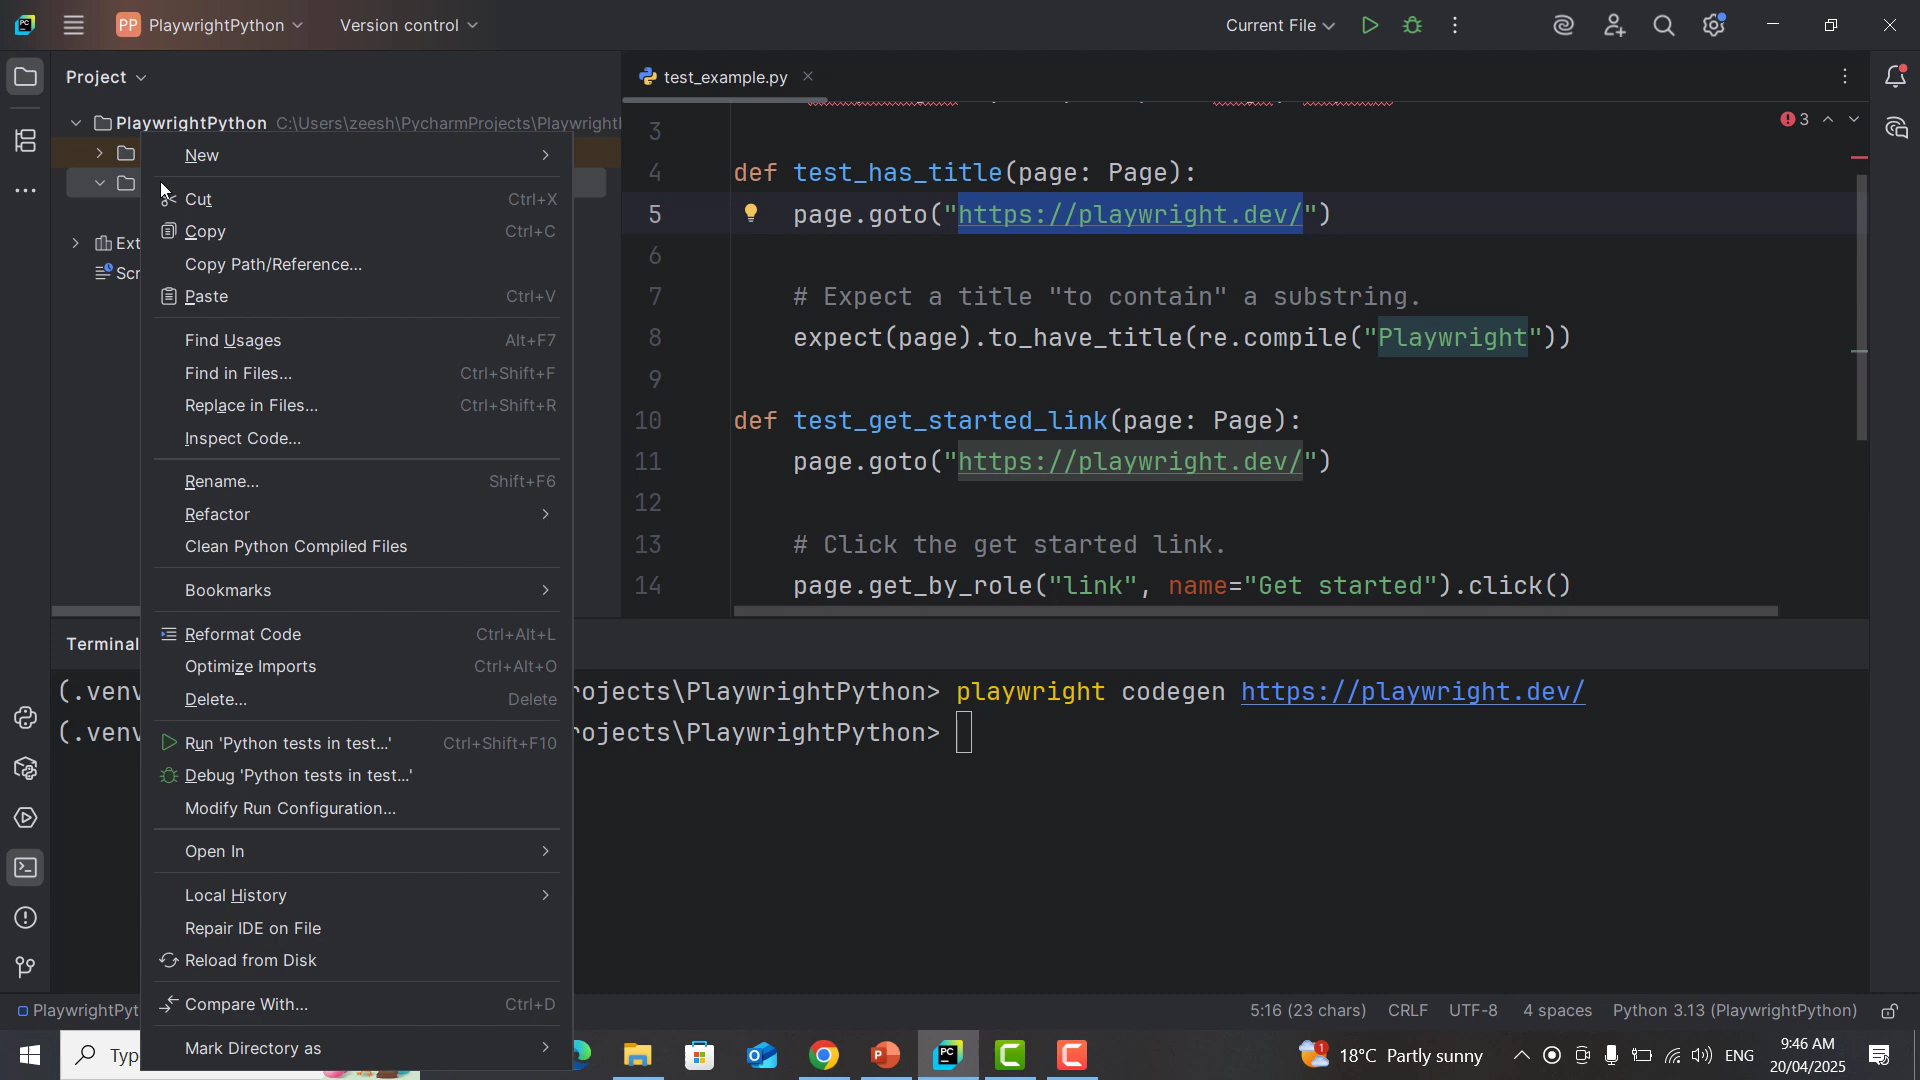 PC
PP PlaywrightPython
Version control
Current File
Project
PlaywrightPython C:\Users\zeesh\PycharmProjects\Playwright
Ext
Scr
New
Cut Ctrl+X
Copy Ctrl+C
Copy Path/Reference...
Paste Ctrl+V
Find Usages Alt+F7
Find in Files... Ctrl+Shift+F
Replace in Files... Ctrl+Shift+R
Inspect Code...
Rename... Shift+F6
Refactor
Clean Python Compiled Files
Bookmarks
Reformat Code Ctrl+Alt+L
Optimize Imports Ctrl+Alt+O
Delete... Delete
Run 'Python tests in test...' Ctrl+Shift+F10
Debug 'Python tests in test...'
Modify Run Configuration...
Open In
Local History
Repair IDE on File
Reload from Disk
Compare With... Ctrl+D
Mark Directory as
test_example.py
3
3
4 def test_has_title(page: Page):
5 page.goto("https://playwright.dev/")
6
7 # Expect a title "to contain" a substring.
8 expect(page).to_have_title(re.compile("Playwright"))
9
10 def test_get_started_link(page: Page):
11 page.goto("https://playwright.dev/")
12
13 # Click the get started link.
14 page.get_by_role("link", name="Get started").click()
Terminal
(.venv rojects\PlaywrightPython> playwright codegen https://playwright.dev/
(.venv rojects\PlaywrightPython>
PlaywrightPyt
5:16 (23 chars) CRLF UTF-8 4 spaces Python 3.13 (PlaywrightPython)
Typ
18°C Partly sunny
ENG
9:46 AM
20/04/2025